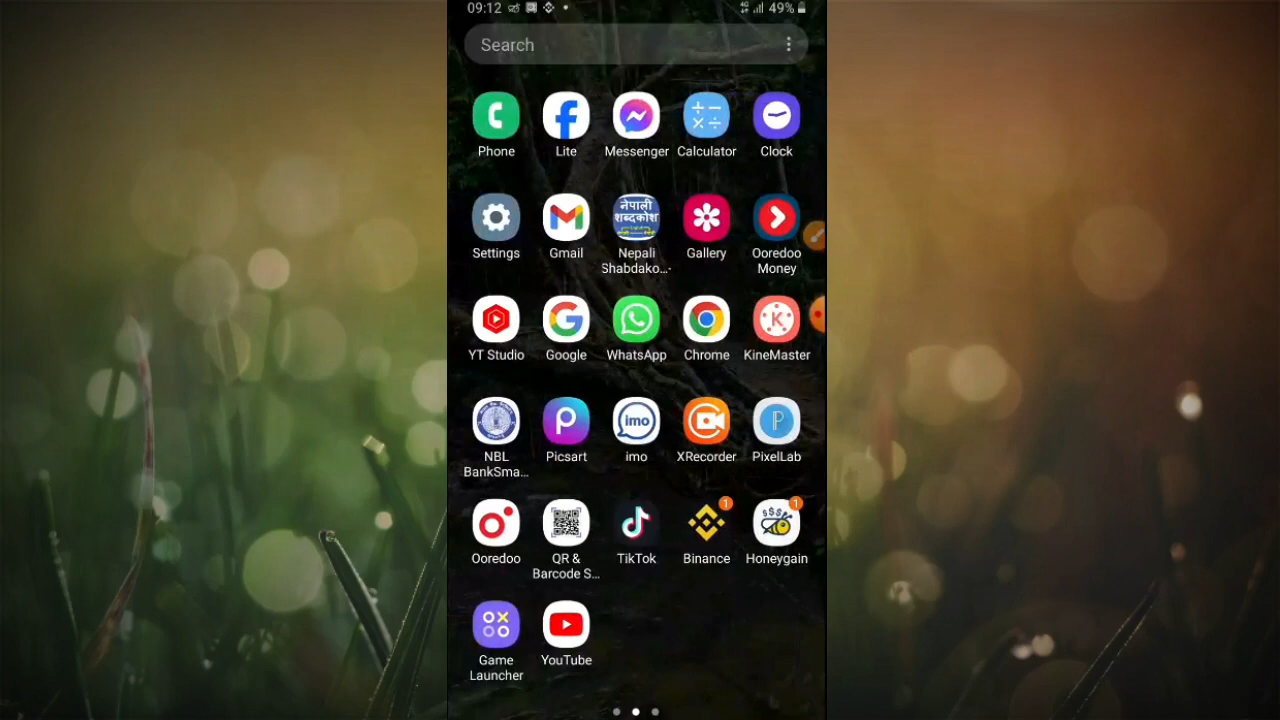 09:12
49%
Search
Phone
Lite
Messenger
Calculator
Clock
नेपाली
शब्दकोश
Settings
Gmail
Nepali
Shabdako...
Gallery
Ooredoo
Money
K
YT Studio
Google
WhatsApp
Chrome
KineMaster
imo
P
NBL
BankSma...
Picsart
imo
XRecorder
PixelLab
1
1
$$$$
Ooredoo
QR &
Barcode S...
TikTok
Binance
Honeygain
Game
Launcher
YouTube